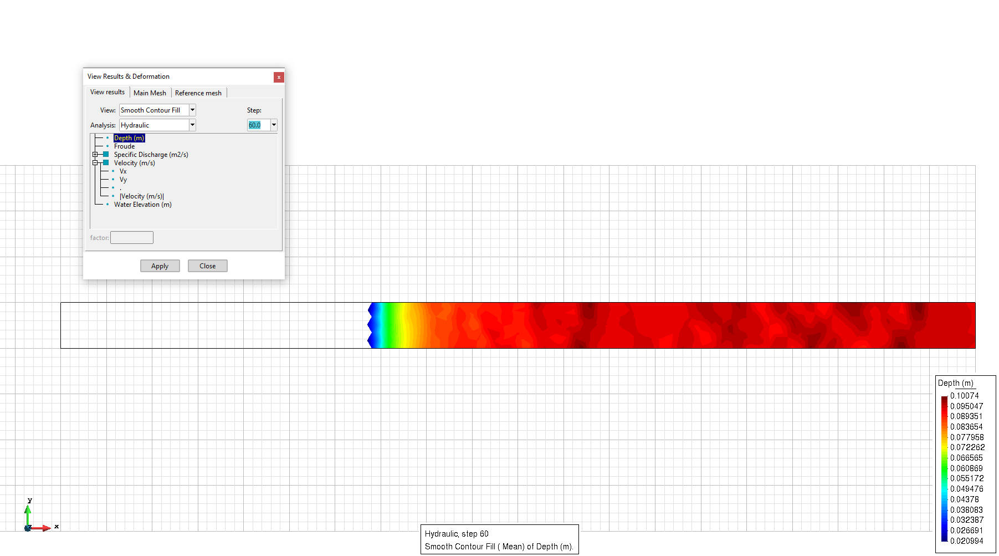 View Results & Deformation
x
View results Main Mesh Reference mesh
View: Smooth Contour Fill Step:
Analysis: Hydraulic 60.0
Depth (m)
Froude
Specific Discharge (m2/s)
Velocity (m/s)
Vx
Vy
.
|Velocity (m/s)|
Water Elevation (m)
factor:
Apply Close
Depth (m)
0.10074
0.095047
0.089351
0.083654
0.077958
0.072262
0.066565
0.060869
0.055172
0.049476
0.04378
0.038083
0.032387
0.026691
0.020994
y
z x
Hydraulic, step 60
Smooth Contour Fill ( Mean) of Depth (m).